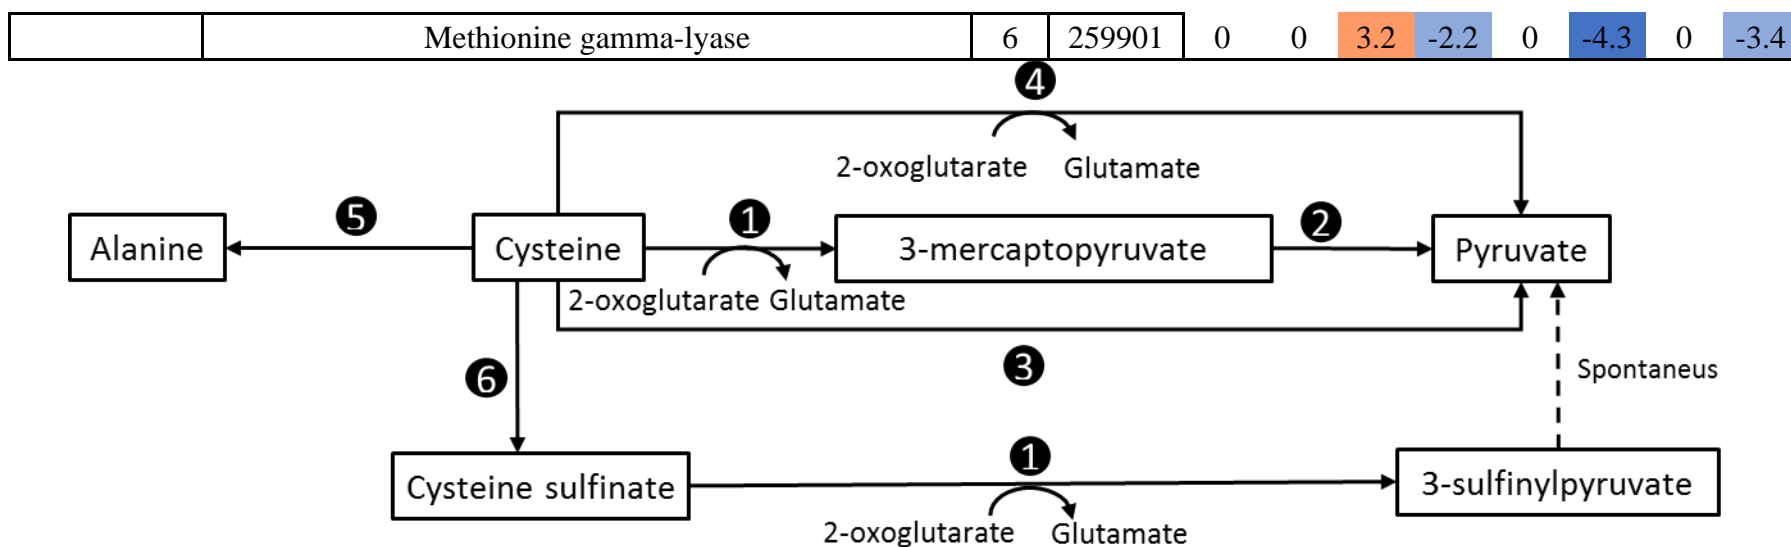 Methionine gamma-lyase 6 259901 0 0 3.2 -2.2 0 -4.3 0 -3.4
4
2-oxoglutarate Glutamate
5 1 2
Alanine Cysteine 3-mercaptopyruvate Pyruvate
2-oxoglutarate Glutamate
3
6 Spontaneus
1
Cysteine sulfinate 3-sulfinylpyruvate
2-oxoglutarate Glutamate